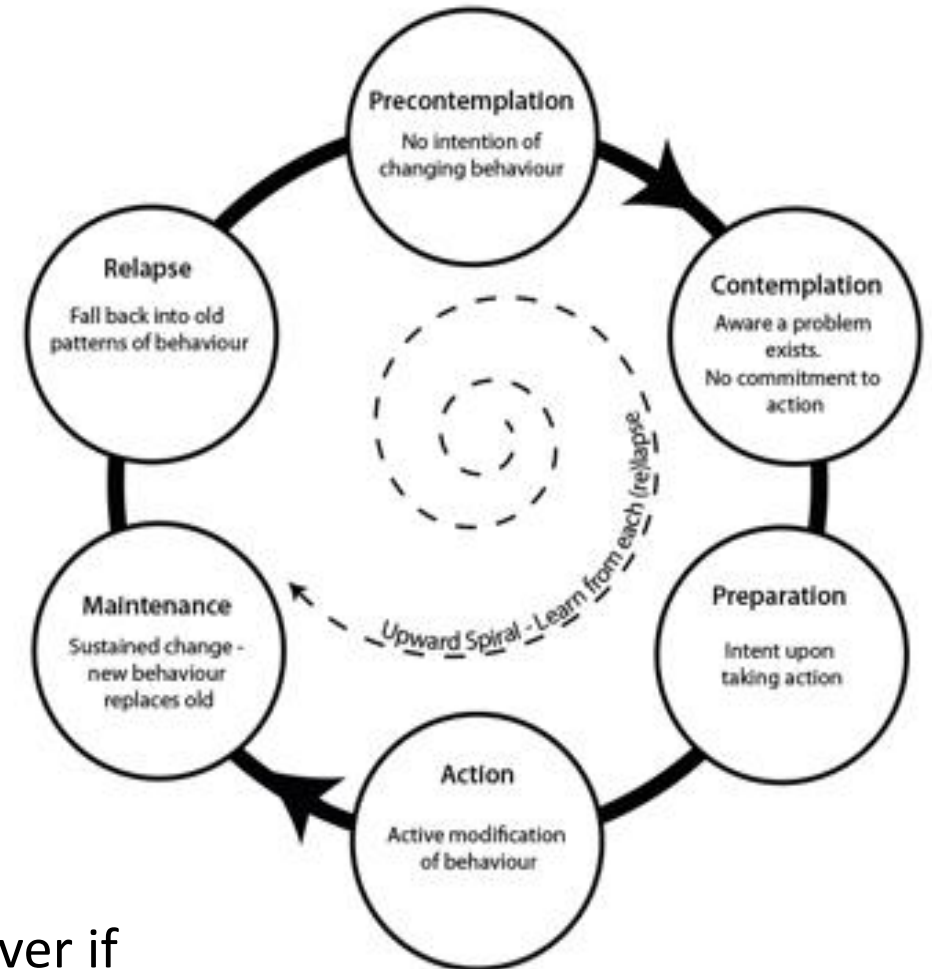 Precontemplation
No intention of
changing behaviour
Contemplation
Aware a problem
exists.
No commitment to
action
Preparation
Intent upon
taking action
Action
Active modification
of behaviour
Maintenance
Sustained change -
new behaviour
replaces old
Relapse
Fall back into old
patterns of behaviour
Upward Spiral - Learn from each (re)lapse
ver if